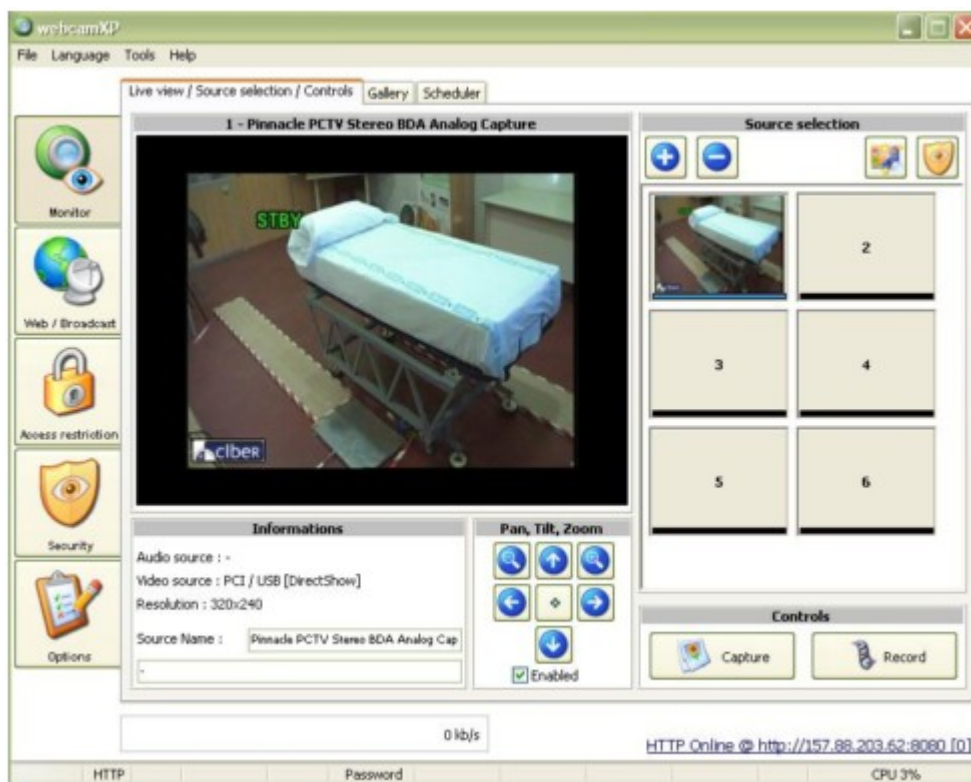 webcamXP
File Language Tools Help
Live view / Source selection / Controls Gallery Scheduler
1 - Pinnacle PCTV Stereo BDA Analog Capture
Source selection
Monitor
STBY
2
Web / Broadcast
3 4
Access restriction
cIbeR
5 6
Security
Informations
Pan, Tilt, Zoom
Audio source : -
Video source : PCI / USB [DirectShow]
Resolution : 320x240
Source Name : Pinnacle PCTV Stereo BDA Analog Cap
-
Enabled
Controls
Capture Record
Options
0 kb/s
HTTP Online @ http://157.88.203.62:8080 [0]
HTTP Password CPU 3%